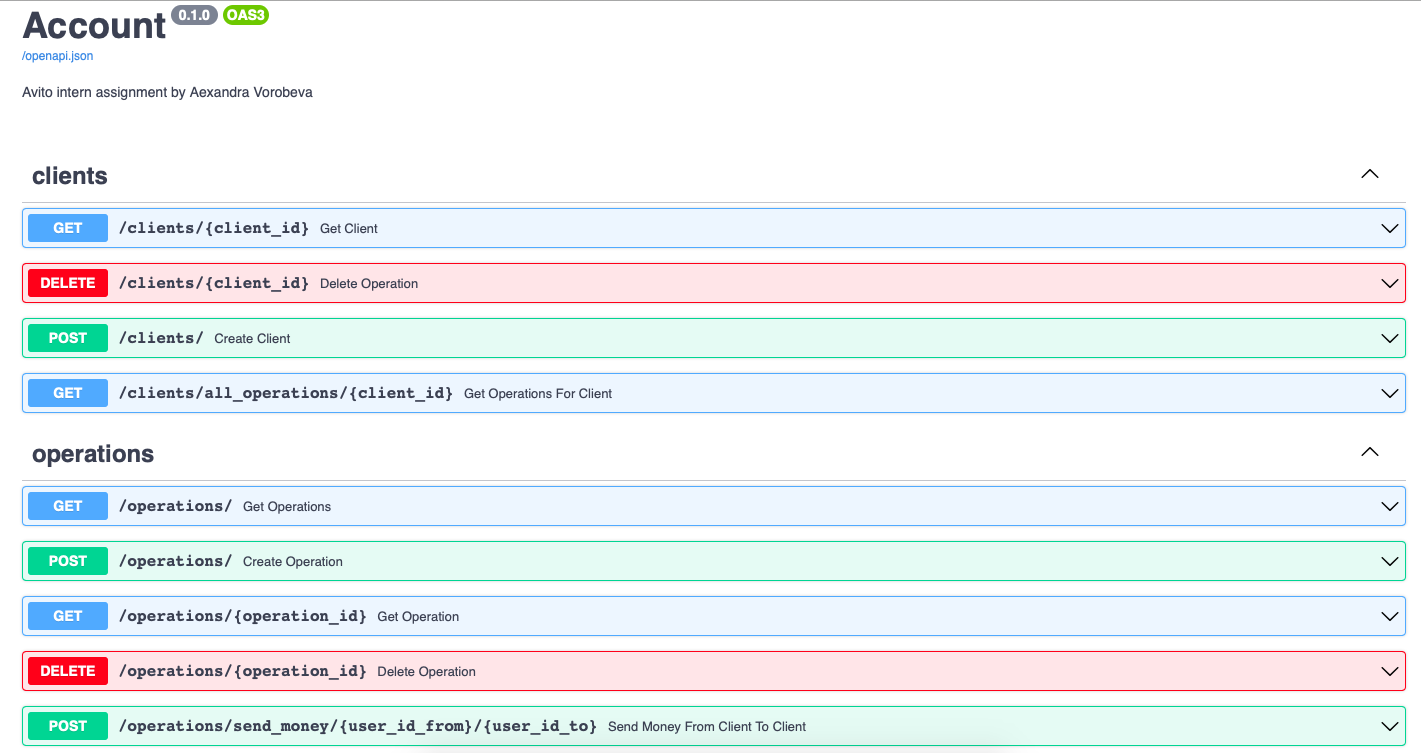 Account 0.1.0 OAS3
/openapi.json
Avito intern assignment by Aexandra Vorobeva
clients
GET /clients/{client_id} Get Client
DELETE /clients/{client_id} Delete Operation
POST /clients/ Create Client
GET /clients/all_operations/{client_id} Get Operations For Client
operations
GET /operations/ Get Operations
POST /operations/ Create Operation
GET /operations/{operation_id} Get Operation
DELETE /operations/{operation_id} Delete Operation
POST /operations/send_money/{user_id_from}/{user_id_to} Send Money From Client To Client